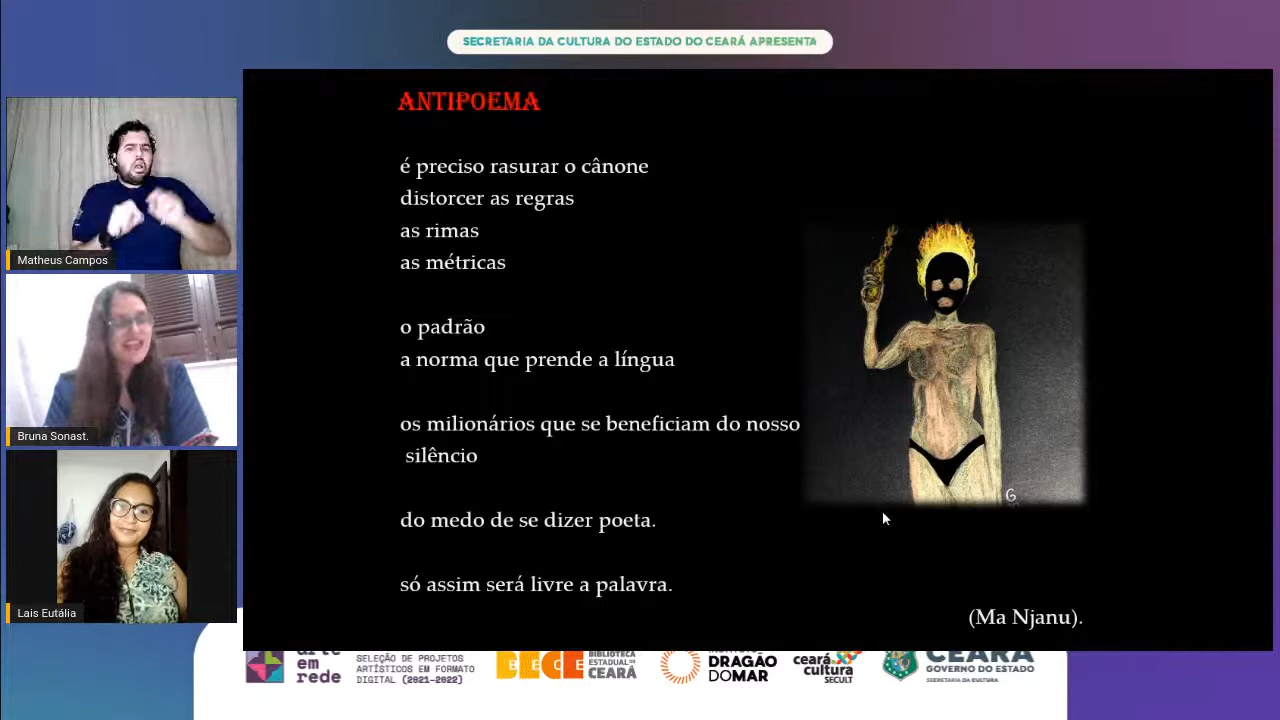 SECRETARIA DA CULTURA DO ESTADO DO CEARÁ APRESENTA
ANTIPOEMA
é preciso rasurar o cânone
distorcer as regras
as rimas
as métricas
o padrão
a norma que prende a língua
os milionários que se beneficiam do nosso
silêncio
do medo de se dizer poeta.
só assim será livre a palavra.
(Ma Njanu).
G
Matheus Campos
Bruna Sonast.
Lais Eutália
arte
em
rede
SELEÇÃO DE PROJETOS
ARTÍSTICOS EM FORMATO
DIGITAL (2021-2022)
BECE
BIBLIOTECA
ESTADUAL DO
CEARÁ
DRAGÃO
DOMAR
ceará
cultura
SECULT
CEARÁ
GOVERNO DO ESTADO
SECRETARIA DA CULTURA